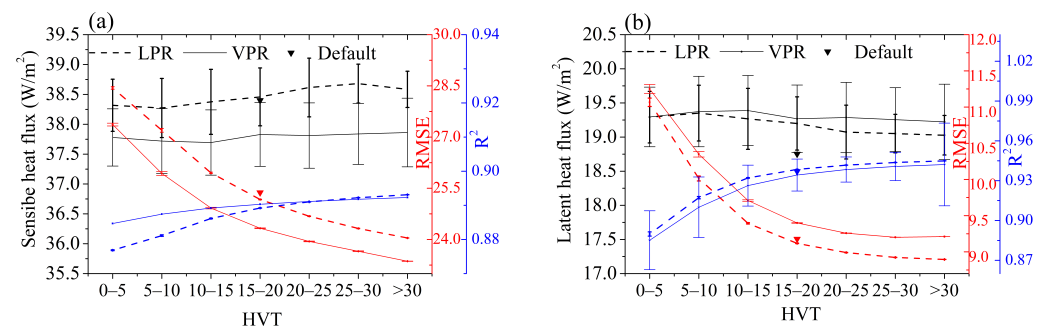 (a)
LPR VPR Default
Sensibe heat flux (W/m²)
39.5
39.0
38.5
38.0
37.5
37.0
36.5
36.0
35.5
0–5 5–10 10–15 15–20 20–25 25–30 >30
HVT
28.5
27.0
25.5
24.0
RMSE
0.94
0.92
0.90
0.88
R²
(b)
LPR VPR Default
Latent heat flux (W/m²)
20.5
20.0
19.5
19.0
18.5
18.0
17.5
17.0
0–5 5–10 10–15 15–20 20–25 25–30 >30
HVT
12.0
11.5
11.0
10.5
10.0
9.5
9.0
RMSE
1.02
0.99
0.96
0.93
0.90
0.87
R²